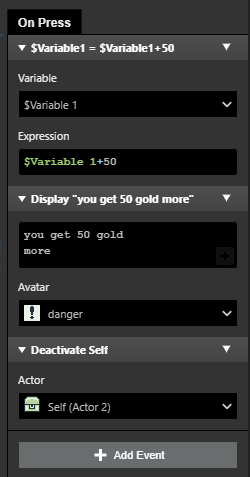 On Press
$Variable1 = $Variable1+50
Variable
$Variable 1
Expression
$Variable 1+50
Display "you get 50 gold more"
you get 50 gold
more
Avatar
danger
Deactivate Self
Actor
Self (Actor 2)
Add Event